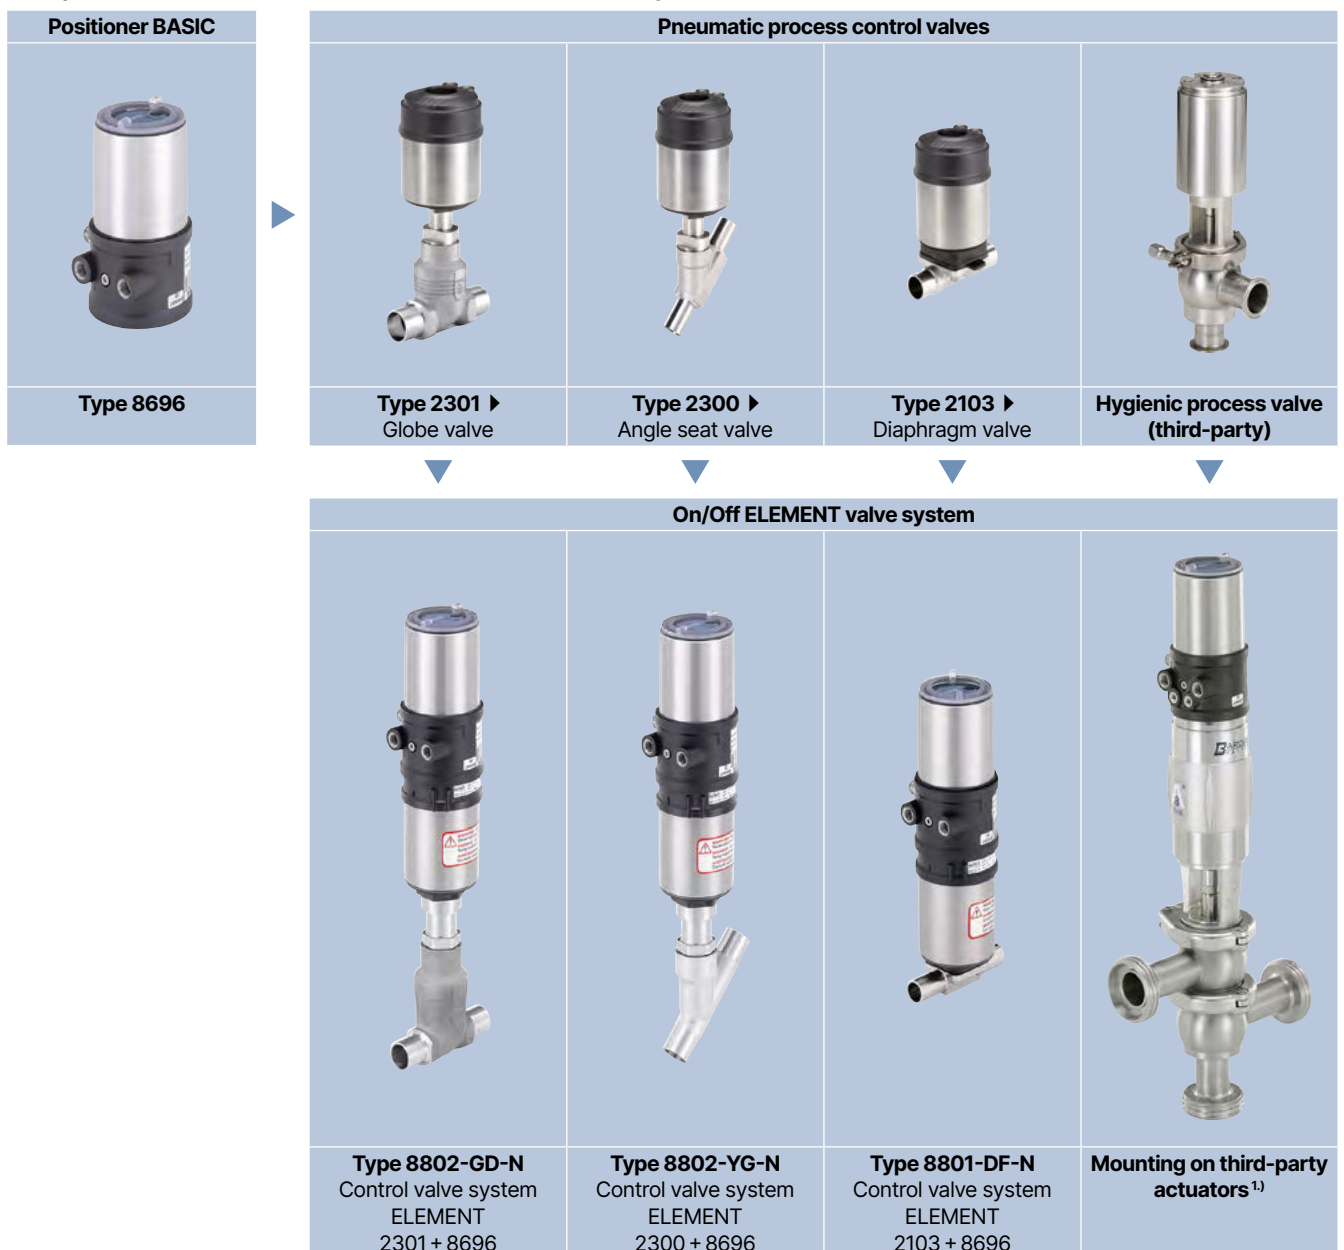 Positioner BASIC
Pneumatic process control valves
Type 8696
Type 2301
Globe valve
Type 2300
Angle seat valve
Type 2103
Diaphragm valve
Hygienic process valve
(third-party)
On/Off ELEMENT valve system
Type 8802-GD-N
Control valve system
ELEMENT
2301 + 8696
Type 8802-YG-N
Control valve system
ELEMENT
2300 + 8696
Type 8801-DF-N
Control valve system
ELEMENT
2103 + 8696
Mounting on third-party
actuators 1.)